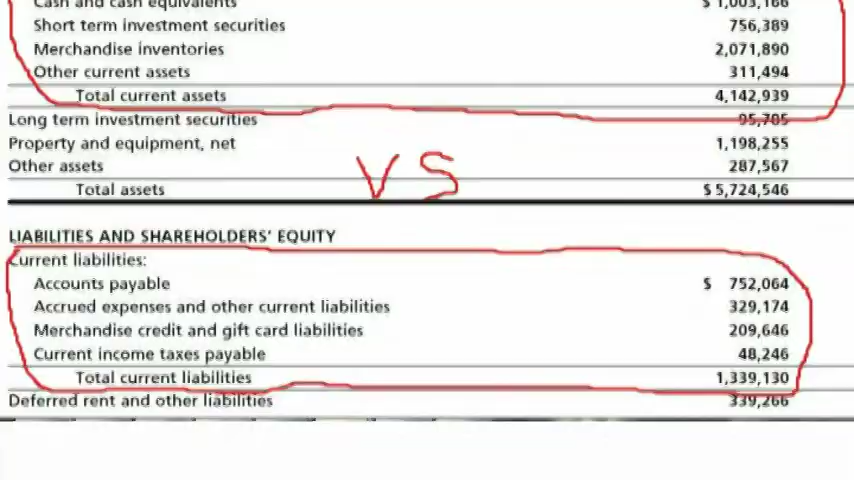 Cash and cash equivalents $ 1,003,166
Short term investment securities 756,389
Merchandise inventories 2,071,890
Other current assets 311,494
Total current assets 4,142,939
Long term investment securities 95,785
Property and equipment, net 1,198,255
Other assets 287,567
VS
Total assets $ 5,724,546
LIABILITIES AND SHAREHOLDERS' EQUITY
Current liabilities:
Accounts payable $ 752,064
Accrued expenses and other current liabilities 329,174
Merchandise credit and gift card liabilities 209,646
Current income taxes payable 48,246
Total current liabilities 1,339,130
Deferred rent and other liabilities 339,266